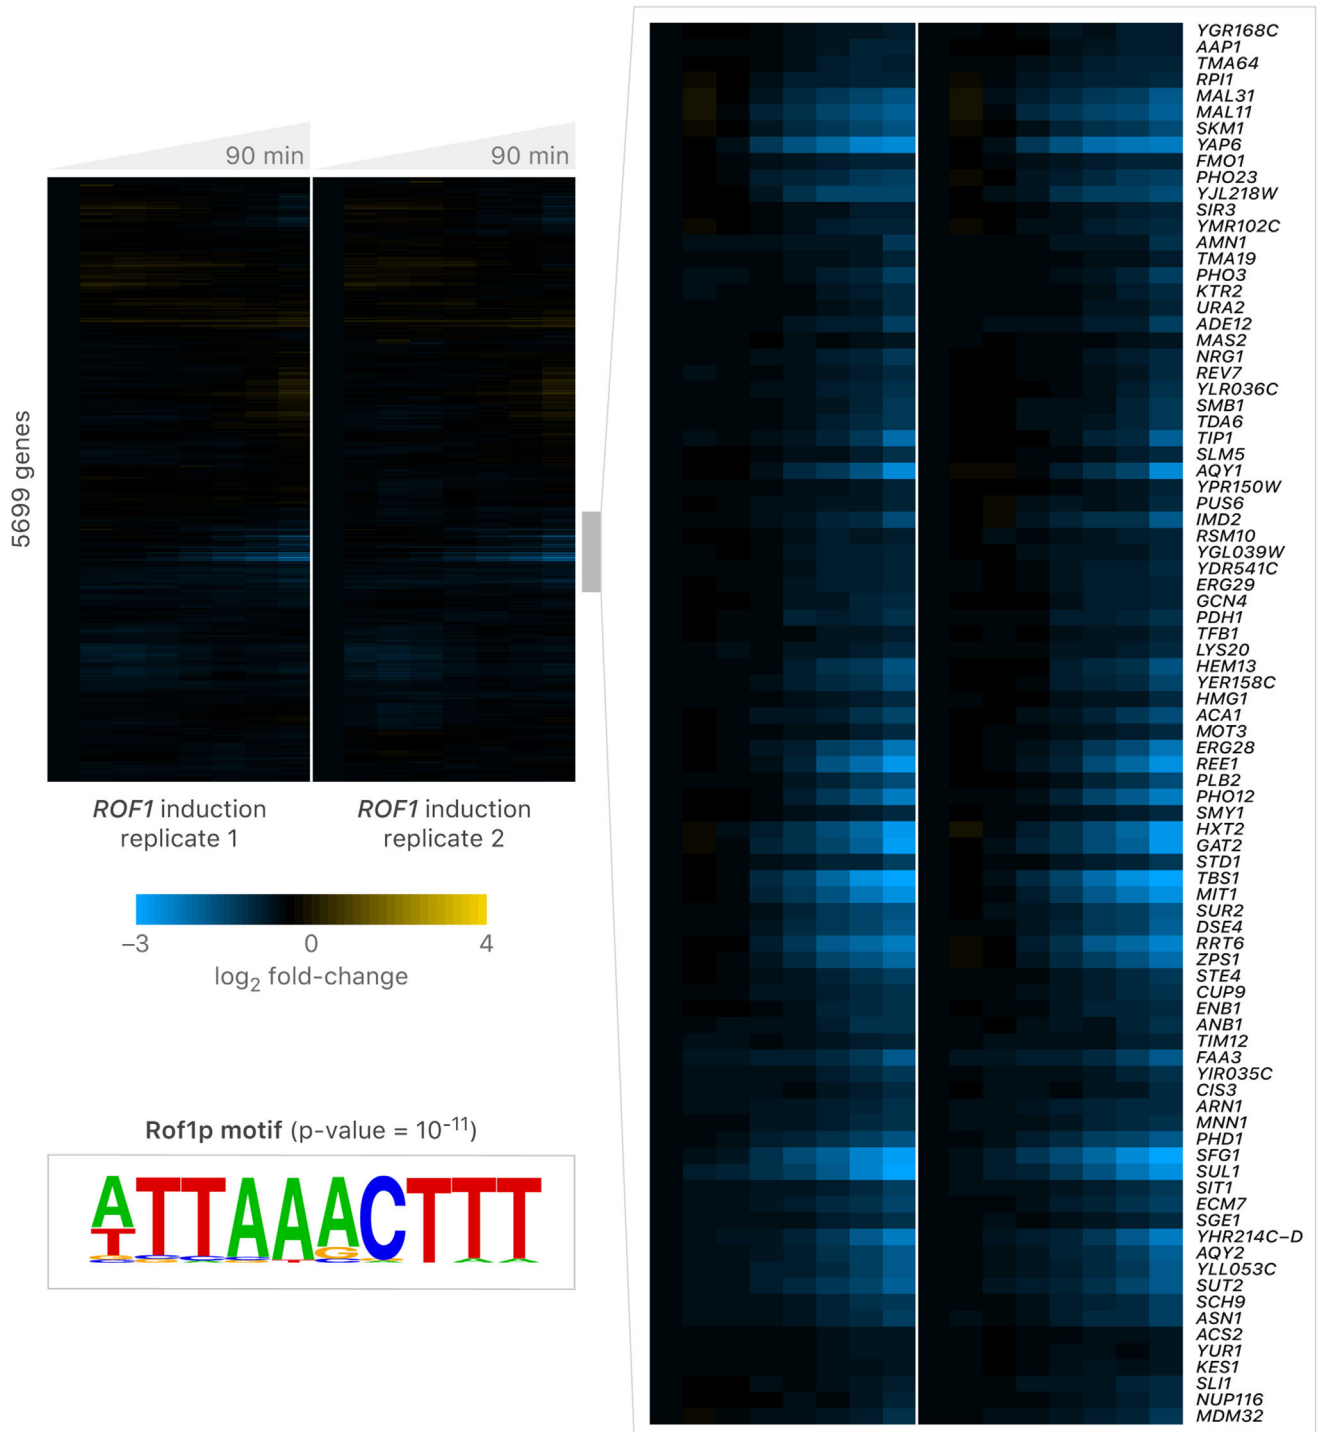 90 min
90 min
5699 genes
ROF1 induction
replicate 1
ROF1 induction
replicate 2
–3
0
4
log2 fold-change
Rof1p motif (p-value = 10-11)
ATTAAACTTT
YGR168C
AAP1
TMA64
RPI1
MAL31
MAL11
SKM1
YAP6
FMO1
PHO23
YJL218W
SIR3
YMR102C
AMN1
TMA19
PHO3
KTR2
URA2
ADE12
MAS2
NRG1
REV7
YLR036C
SMB1
TDA6
TIP1
SLM5
AQY1
YPR150W
PUS6
IMD2
RSM10
YGL039W
YDR541C
ERG29
GCN4
PDH1
TFB1
LYS20
HEM13
YER158C
HMG1
ACA1
MOT3
ERG28
REE1
PLB2
PHO12
SMY1
HXT2
GAT2
STD1
TBS1
MIT1
SUR2
DSE4
RRT6
ZPS1
STE4
CUP9
ENB1
ANB1
TIM12
FAA3
YIR035C
CIS3
ARN1
MNN1
PHD1
SFG1
SUL1
SIT1
ECM7
SGE1
YHR214C–D
AQY2
YLL053C
SUT2
SCH9
ASN1
ACS2
YUR1
KES1
SLI1
NUP116
MDM32